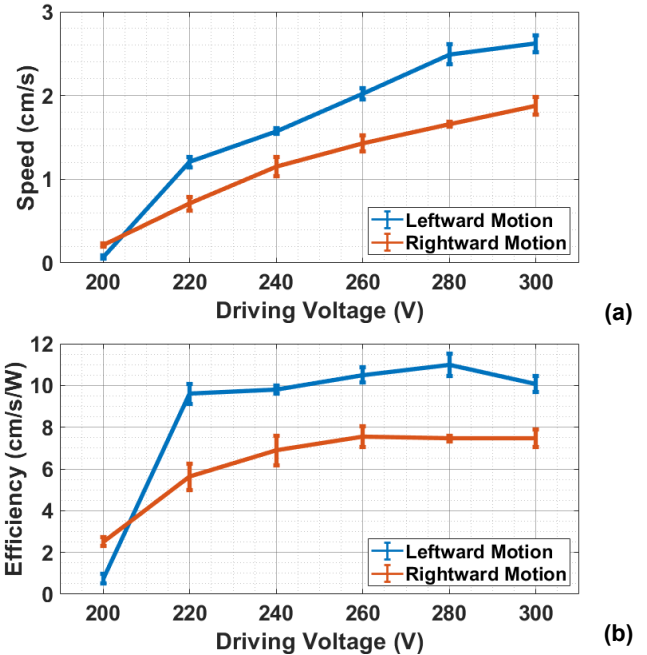 3
2
1
0
Speed (cm/s)
Leftward Motion
Rightward Motion
200 220 240 260 280 300
Driving Voltage (V)
(a)
12
10
8
6
4
2
0
Efficiency (cm/s/W)
Leftward Motion
Rightward Motion
200 220 240 260 280 300
Driving Voltage (V)
(b)